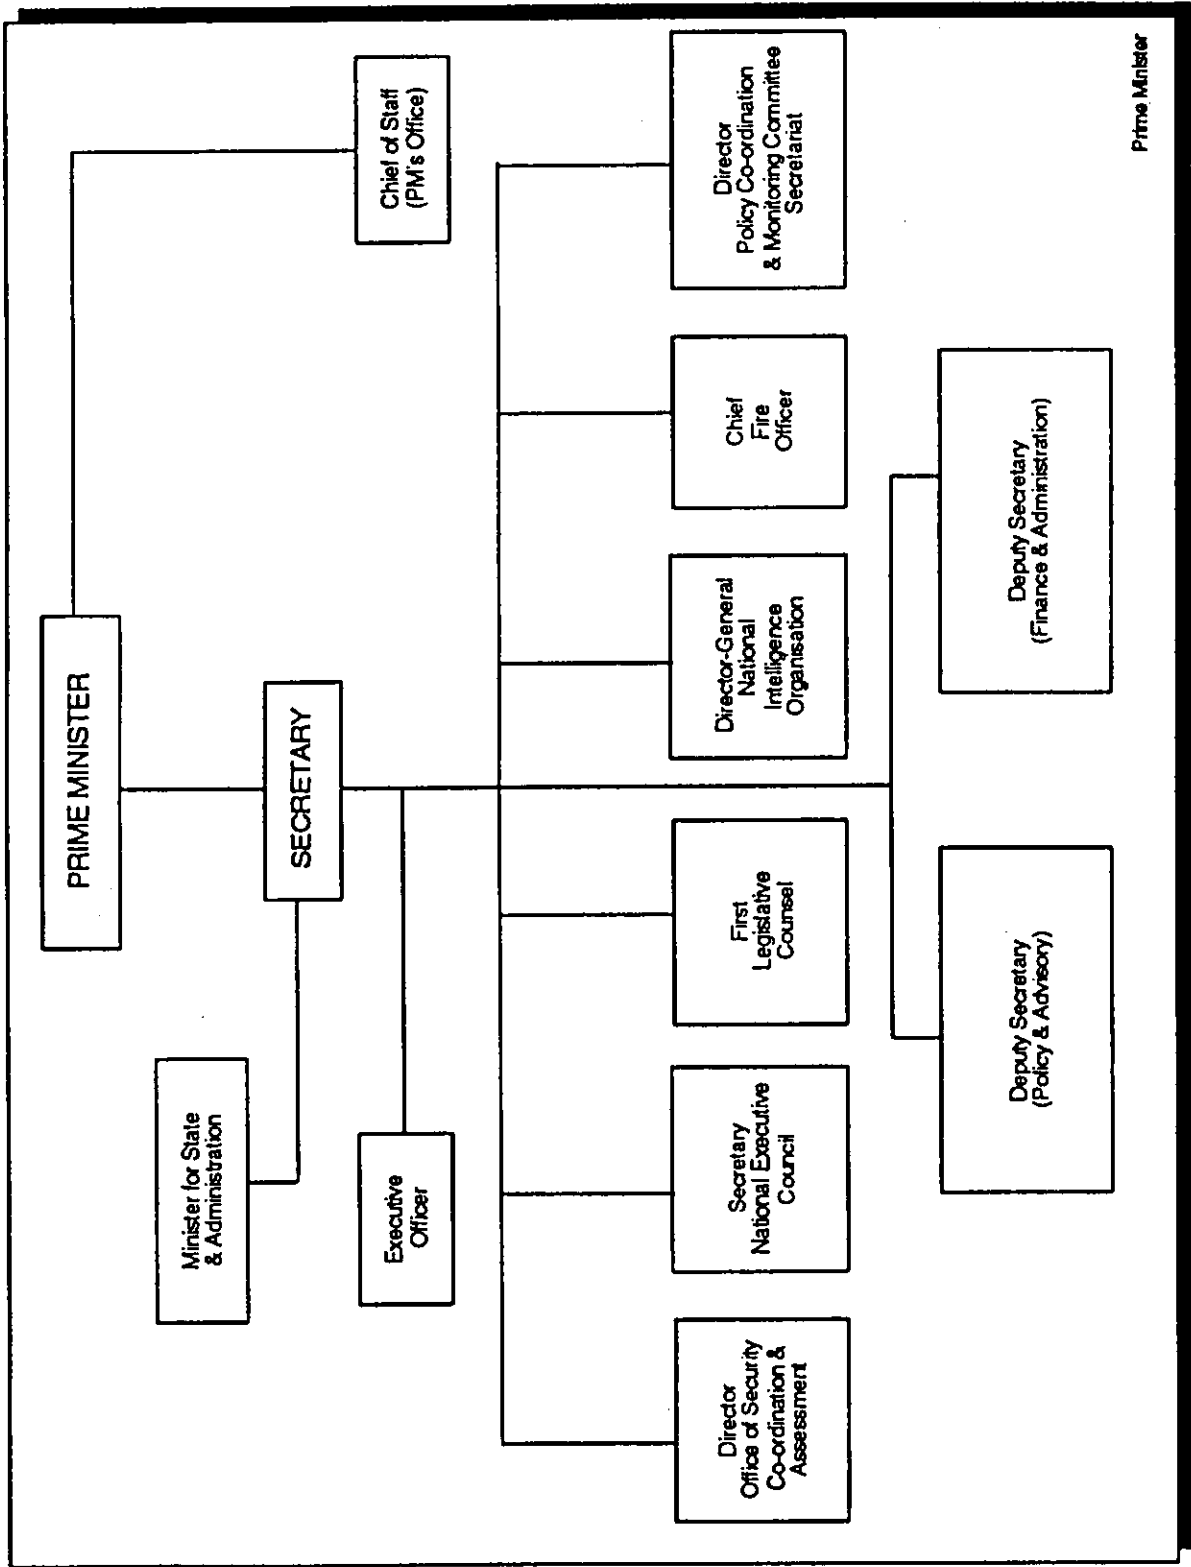 PRIME MINISTER
Chief of Staff
(PM's Office)
Minister for State
& Administration
SECRETARY
Executive
Officer
Director
Office of Security
Co-ordination &
Assessment
Secretary
National Executive
Council
First
Legislative
Counsel
Director-General
National
Intelligence
Organisation
Chief
Fire
Officer
Director
Policy Co-ordination
& Monitoring Committee
Secretariat
Deputy Secretary
(Policy & Advisory)
Deputy Secretary
(Finance & Administration)
Prime Minister